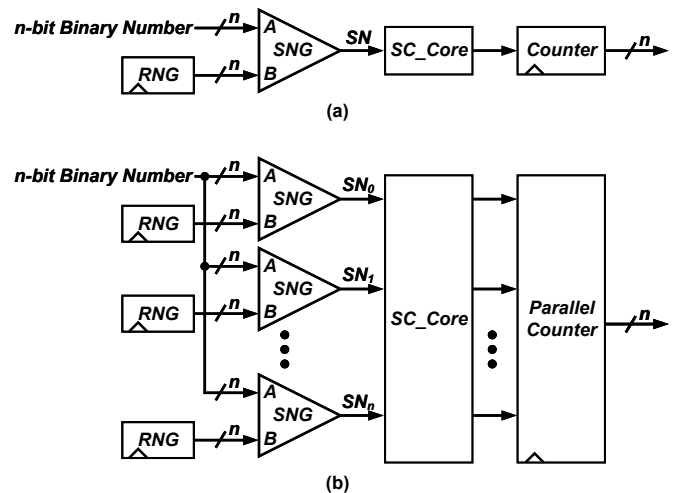 n-bit Binary Number
n
A
SNG
B
SN
SC_Core
Counter
n
RNG
n
(a)
n-bit Binary Number
n
A
SNG
B
SN0
RNG
n
n
A
SNG
B
SN1
RNG
n
SC_Core
Parallel
Counter
n
n
A
SNG
B
SNn
RNG
n
(b)